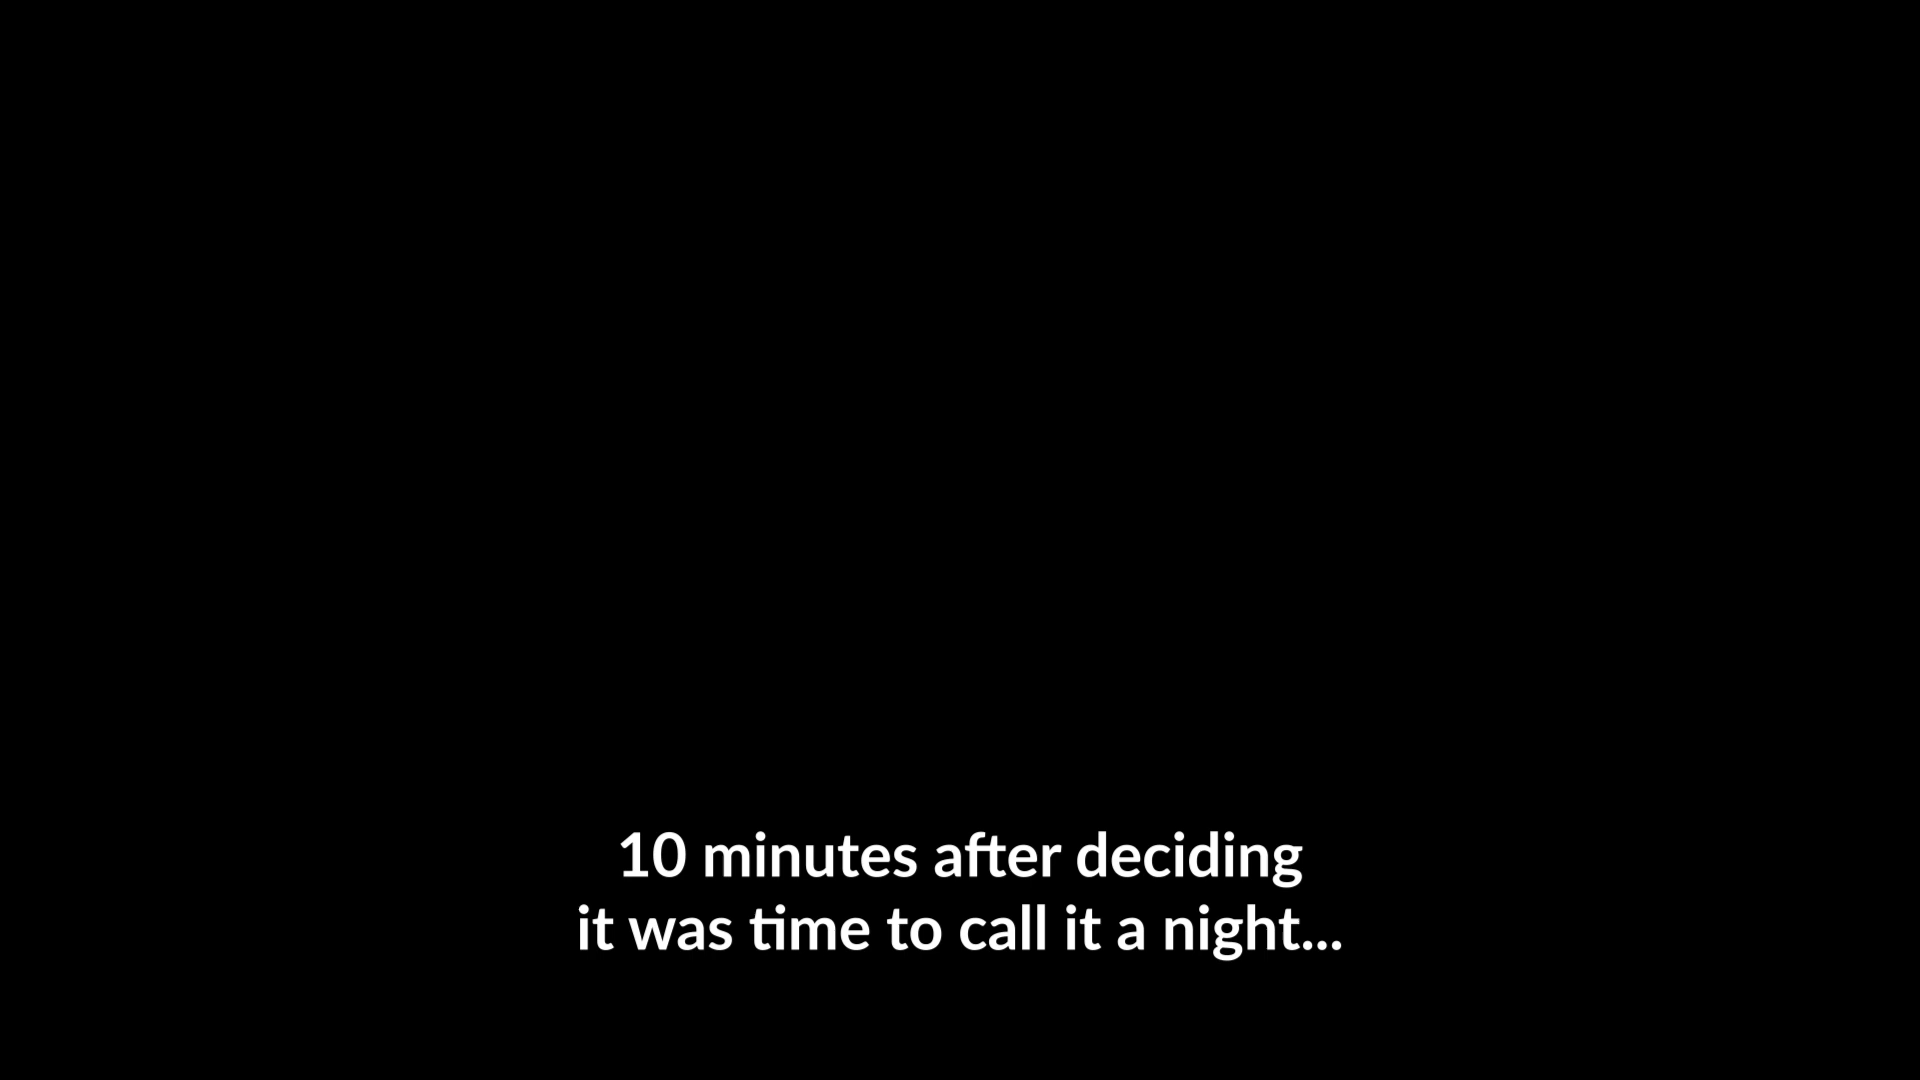 10 minutes after deciding
it was time to call it a night...